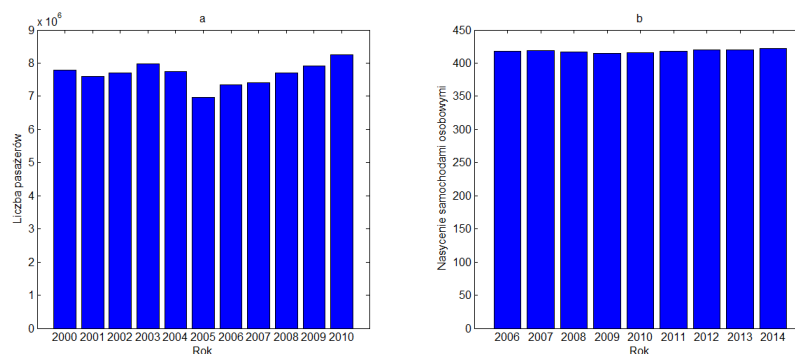 a
x 10^6
9
8
7
6
5
4
3
2
1
0
Liczba pasażerów
2000 2001 2002 2003 2004 2005 2006 2007 2008 2009 2010
Rok
b
450
400
350
300
250
200
150
100
50
0
Nasycenie samochodami osobowymi
2006 2007 2008 2009 2010 2011 2012 2013 2014
Rok